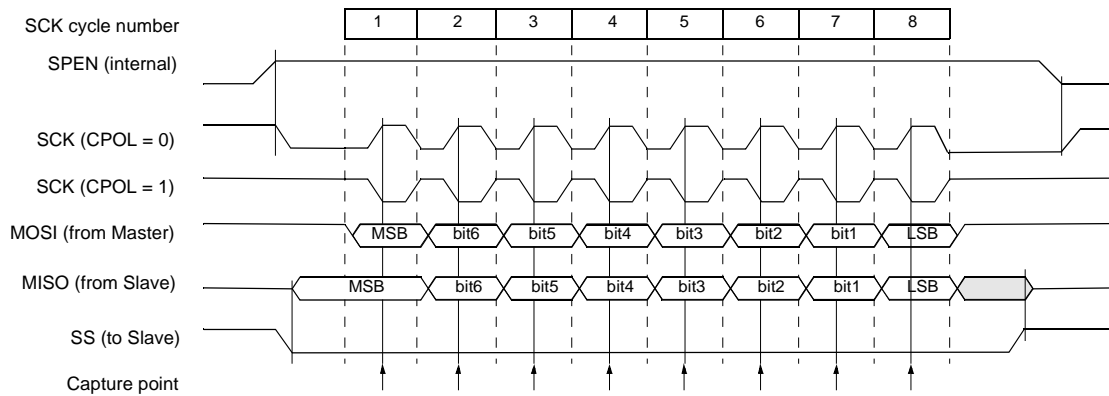 SCK cycle number 1 2 3 4 5 6 7 8
SPEN (internal)
SCK (CPOL = 0)
SCK (CPOL = 1)
MOSI (from Master) MSB bit6 bit5 bit4 bit3 bit2 bit1 LSB
MISO (from Slave) MSB bit6 bit5 bit4 bit3 bit2 bit1 LSB
SS (to Slave)
Capture point